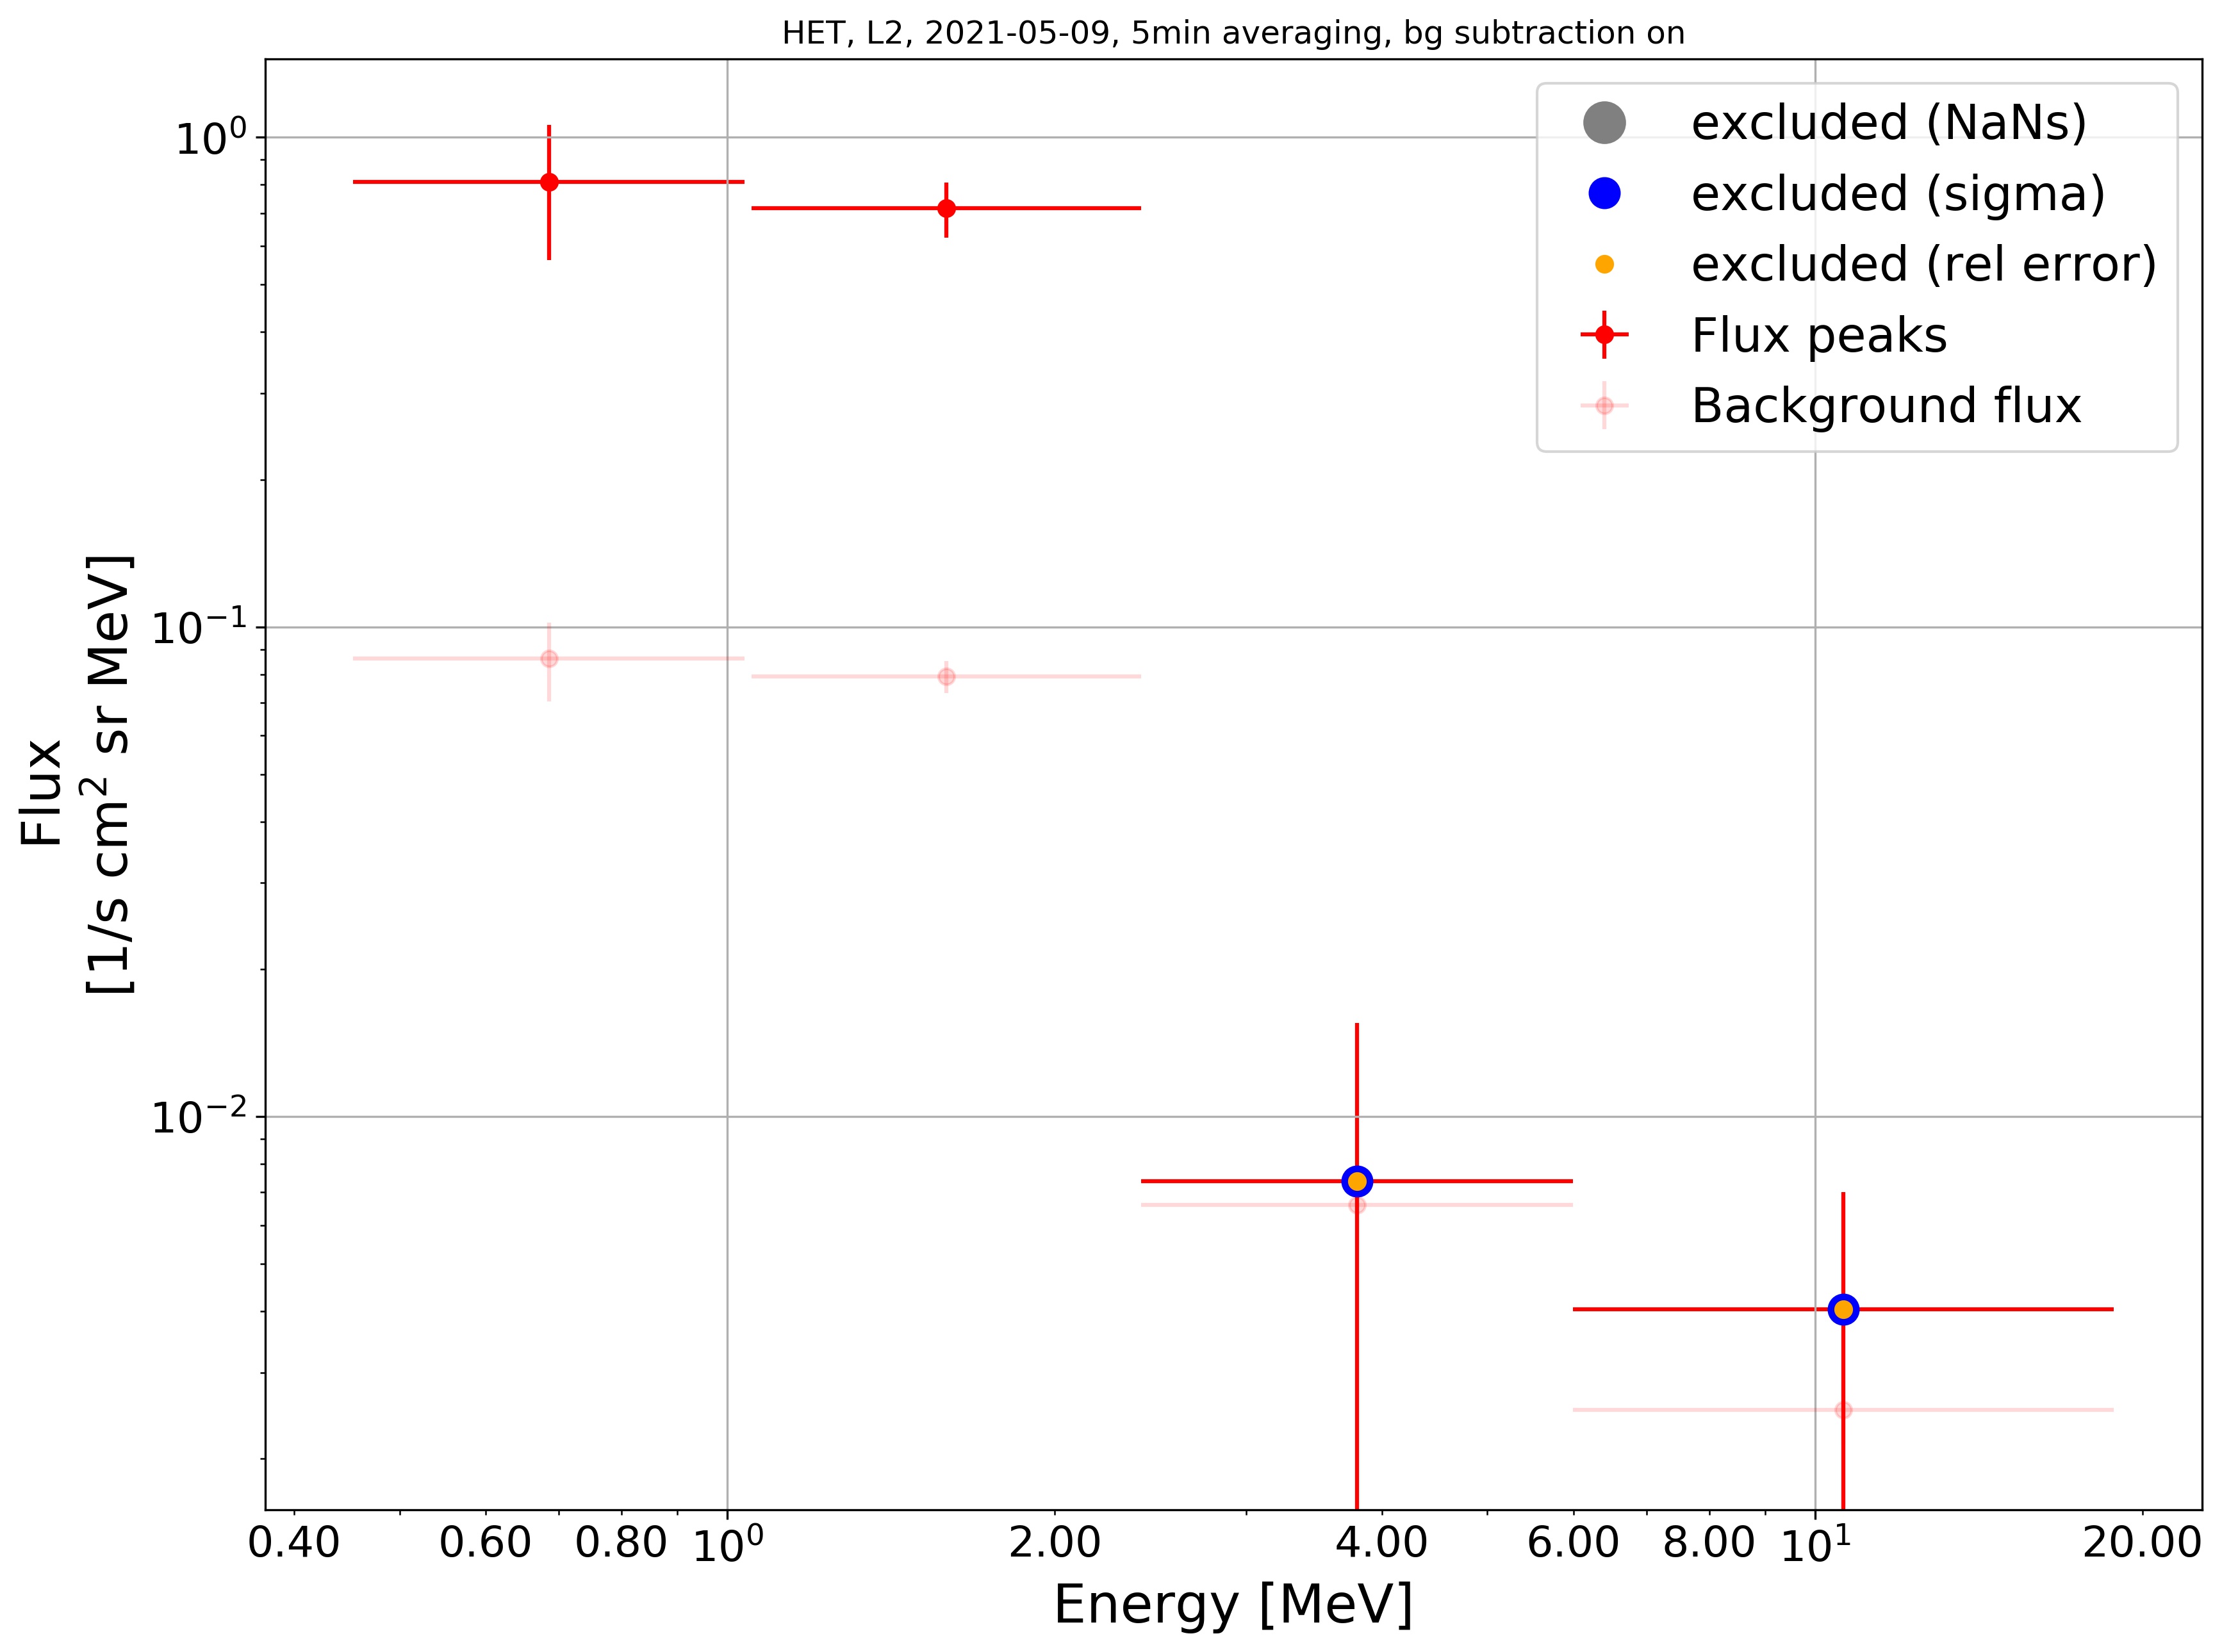 HET, L2, 2021-05-09, 5min averaging, bg subtraction on
excluded (NaNs)
excluded (sigma)
excluded (rel error)
Flux peaks
Background flux
10⁰
10⁻¹
10⁻²
Flux
[1/s cm² sr MeV]
0.40 0.60 0.80 10⁰ 2.00 4.00 6.00 8.00 10¹ 20.00
Energy [MeV]